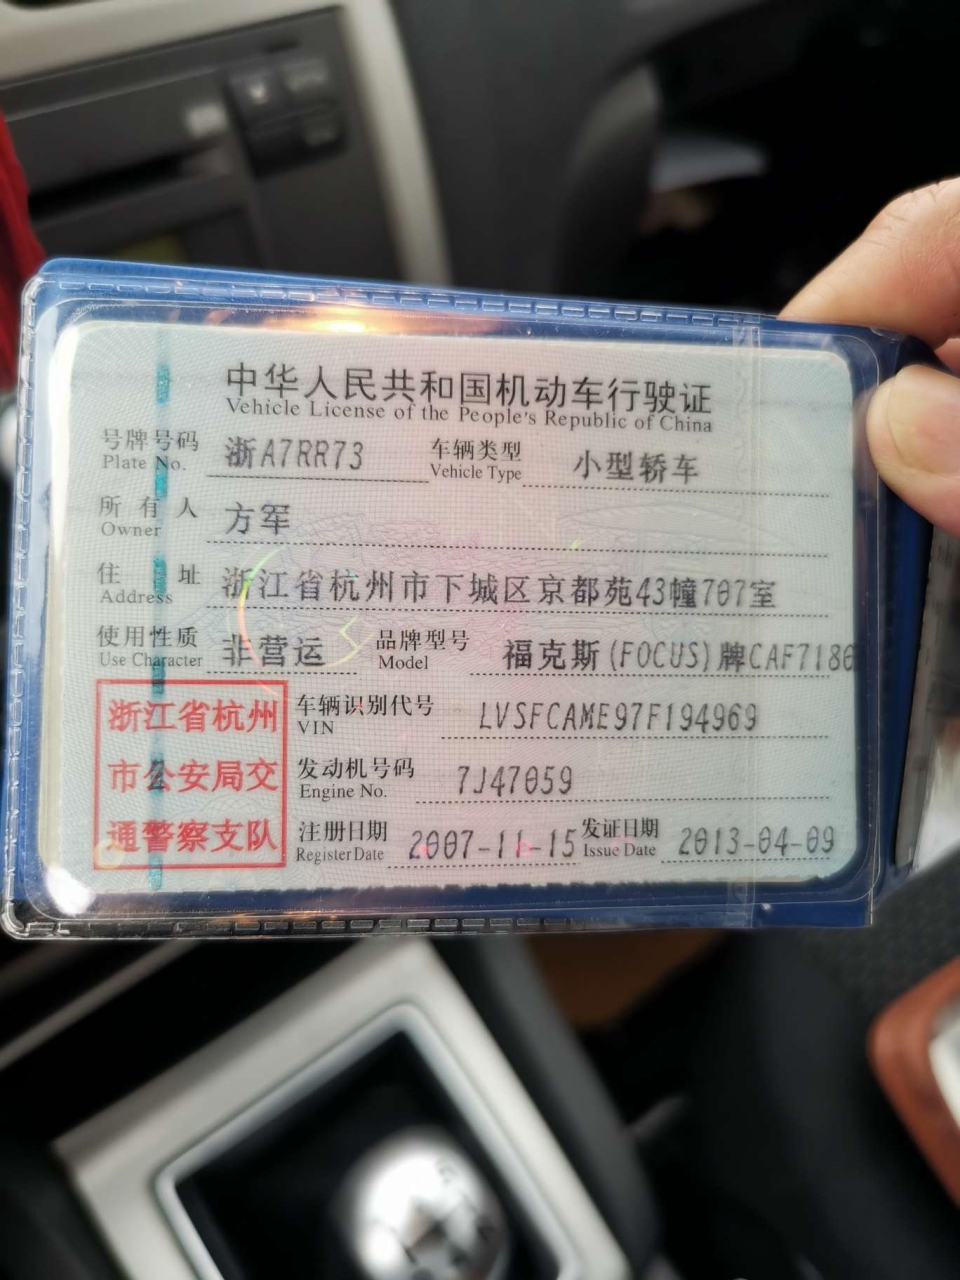 中华人民共和国机动车行驶证
Vehicle License of the People's Republic of China
号牌号码 浙A7RR73 车辆类型 小型轿车
Plate No. Vehicle Type
所有人 方军
Owner
住址 浙江省杭州市下城区京都苑43幢707室
Address
使用性质 非营运 品牌型号 福克斯(FOCUS)牌CAF7180
Use Character Model
浙江省杭州
市公安局交
通警察支队
车辆识别代号 LVSFCAME97F194969
VIN
发动机号码 7J47059
Engine No.
注册日期 2007-11-15 发证日期 2013-04-09
Register Date Issue Date